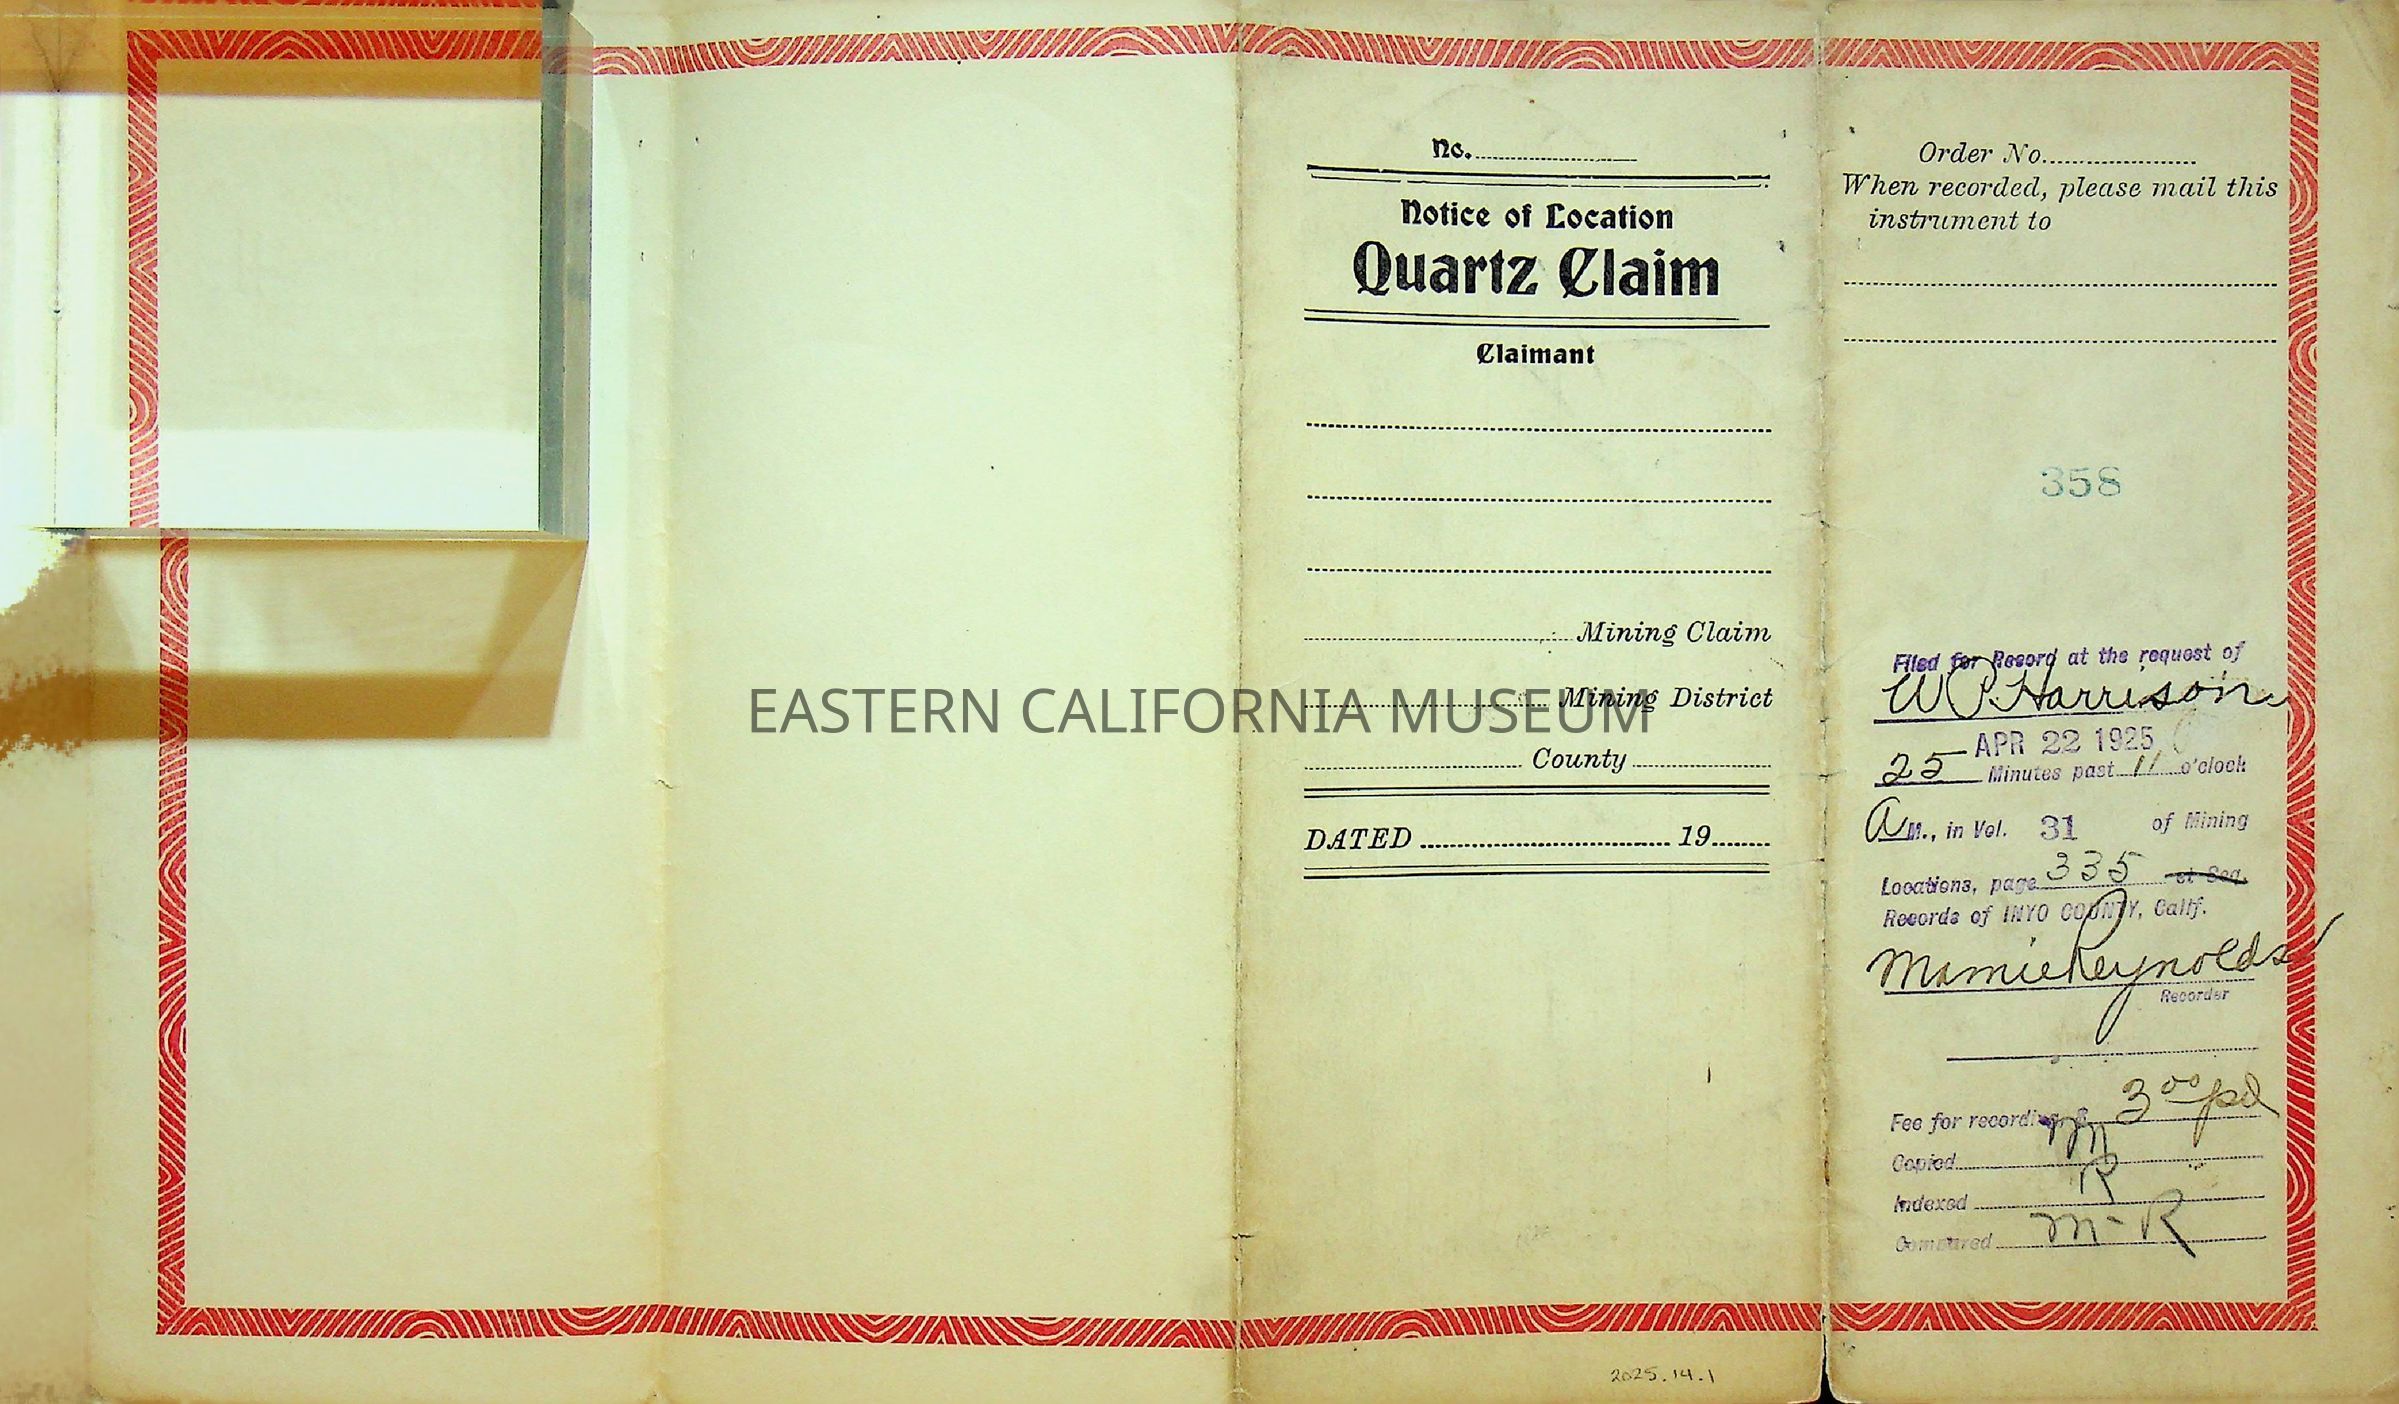 No.
Notice of Location
Quartz Claim
Claimant
Mining Claim
Mining District
County
DATED 19
Order No.
When recorded, please mail this
instrument to
358
Filed for Record at the request of
W P. Harrison
APR 22 1925
25 Minutes past 11 o'clock
A M., in Vol. 31 of Mining
Locations, page 335 et Seq.
Records of INYO COUNTY, Calif.
Mamie Reynolds
Recorder
Fee for recording $ 3 00 pd
Copied M
Indexed R
Compared M-R
2025.14.1
EASTERN CALIFORNIA MUSEUM